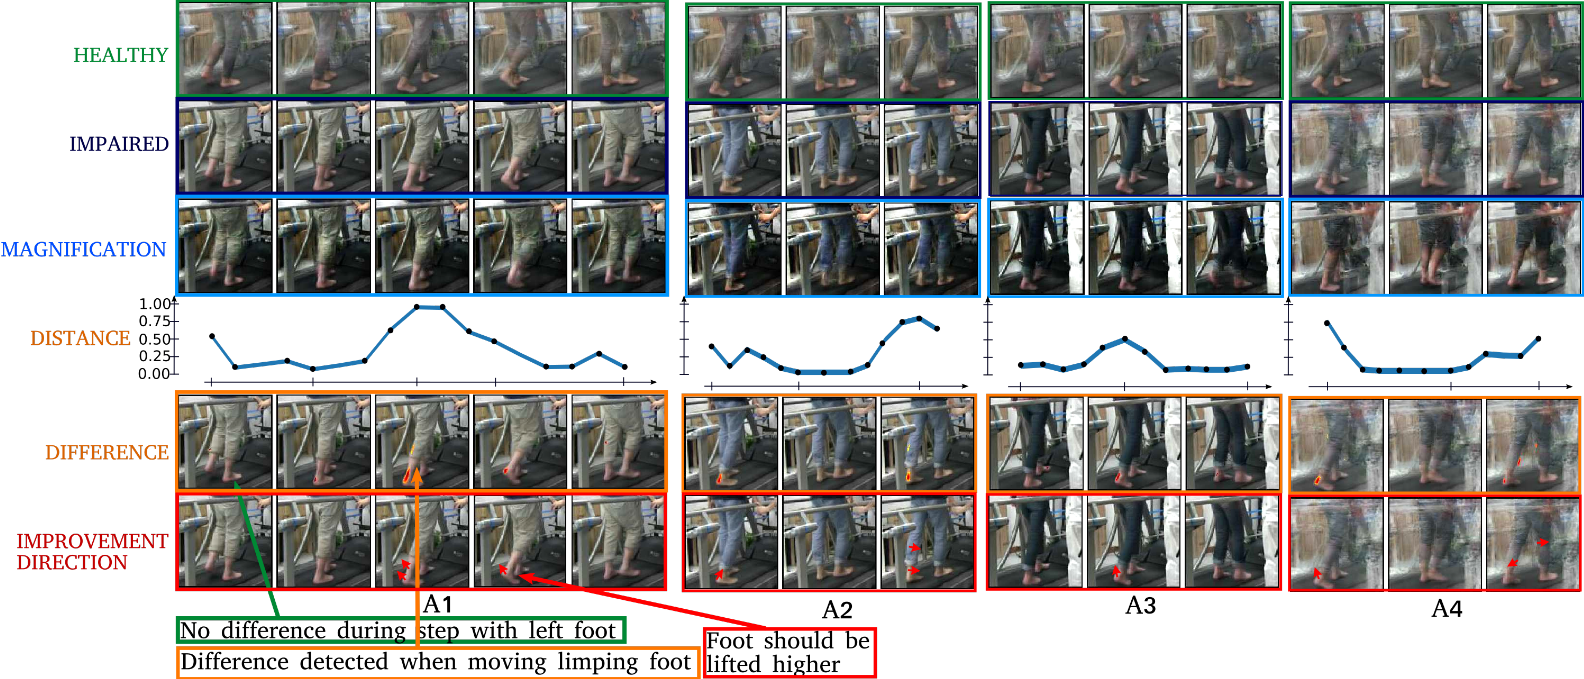 HEALTHY
IMPAIRED
MAGNIFICATION
1.00
0.75
DISTANCE
0.50
0.25
0.00
DIFFERENCE
IMPROVEMENT
DIRECTION
A1
A2
A3
A4
No difference during step with left foot
Difference detected when moving limping foot
Foot should be
lifted higher